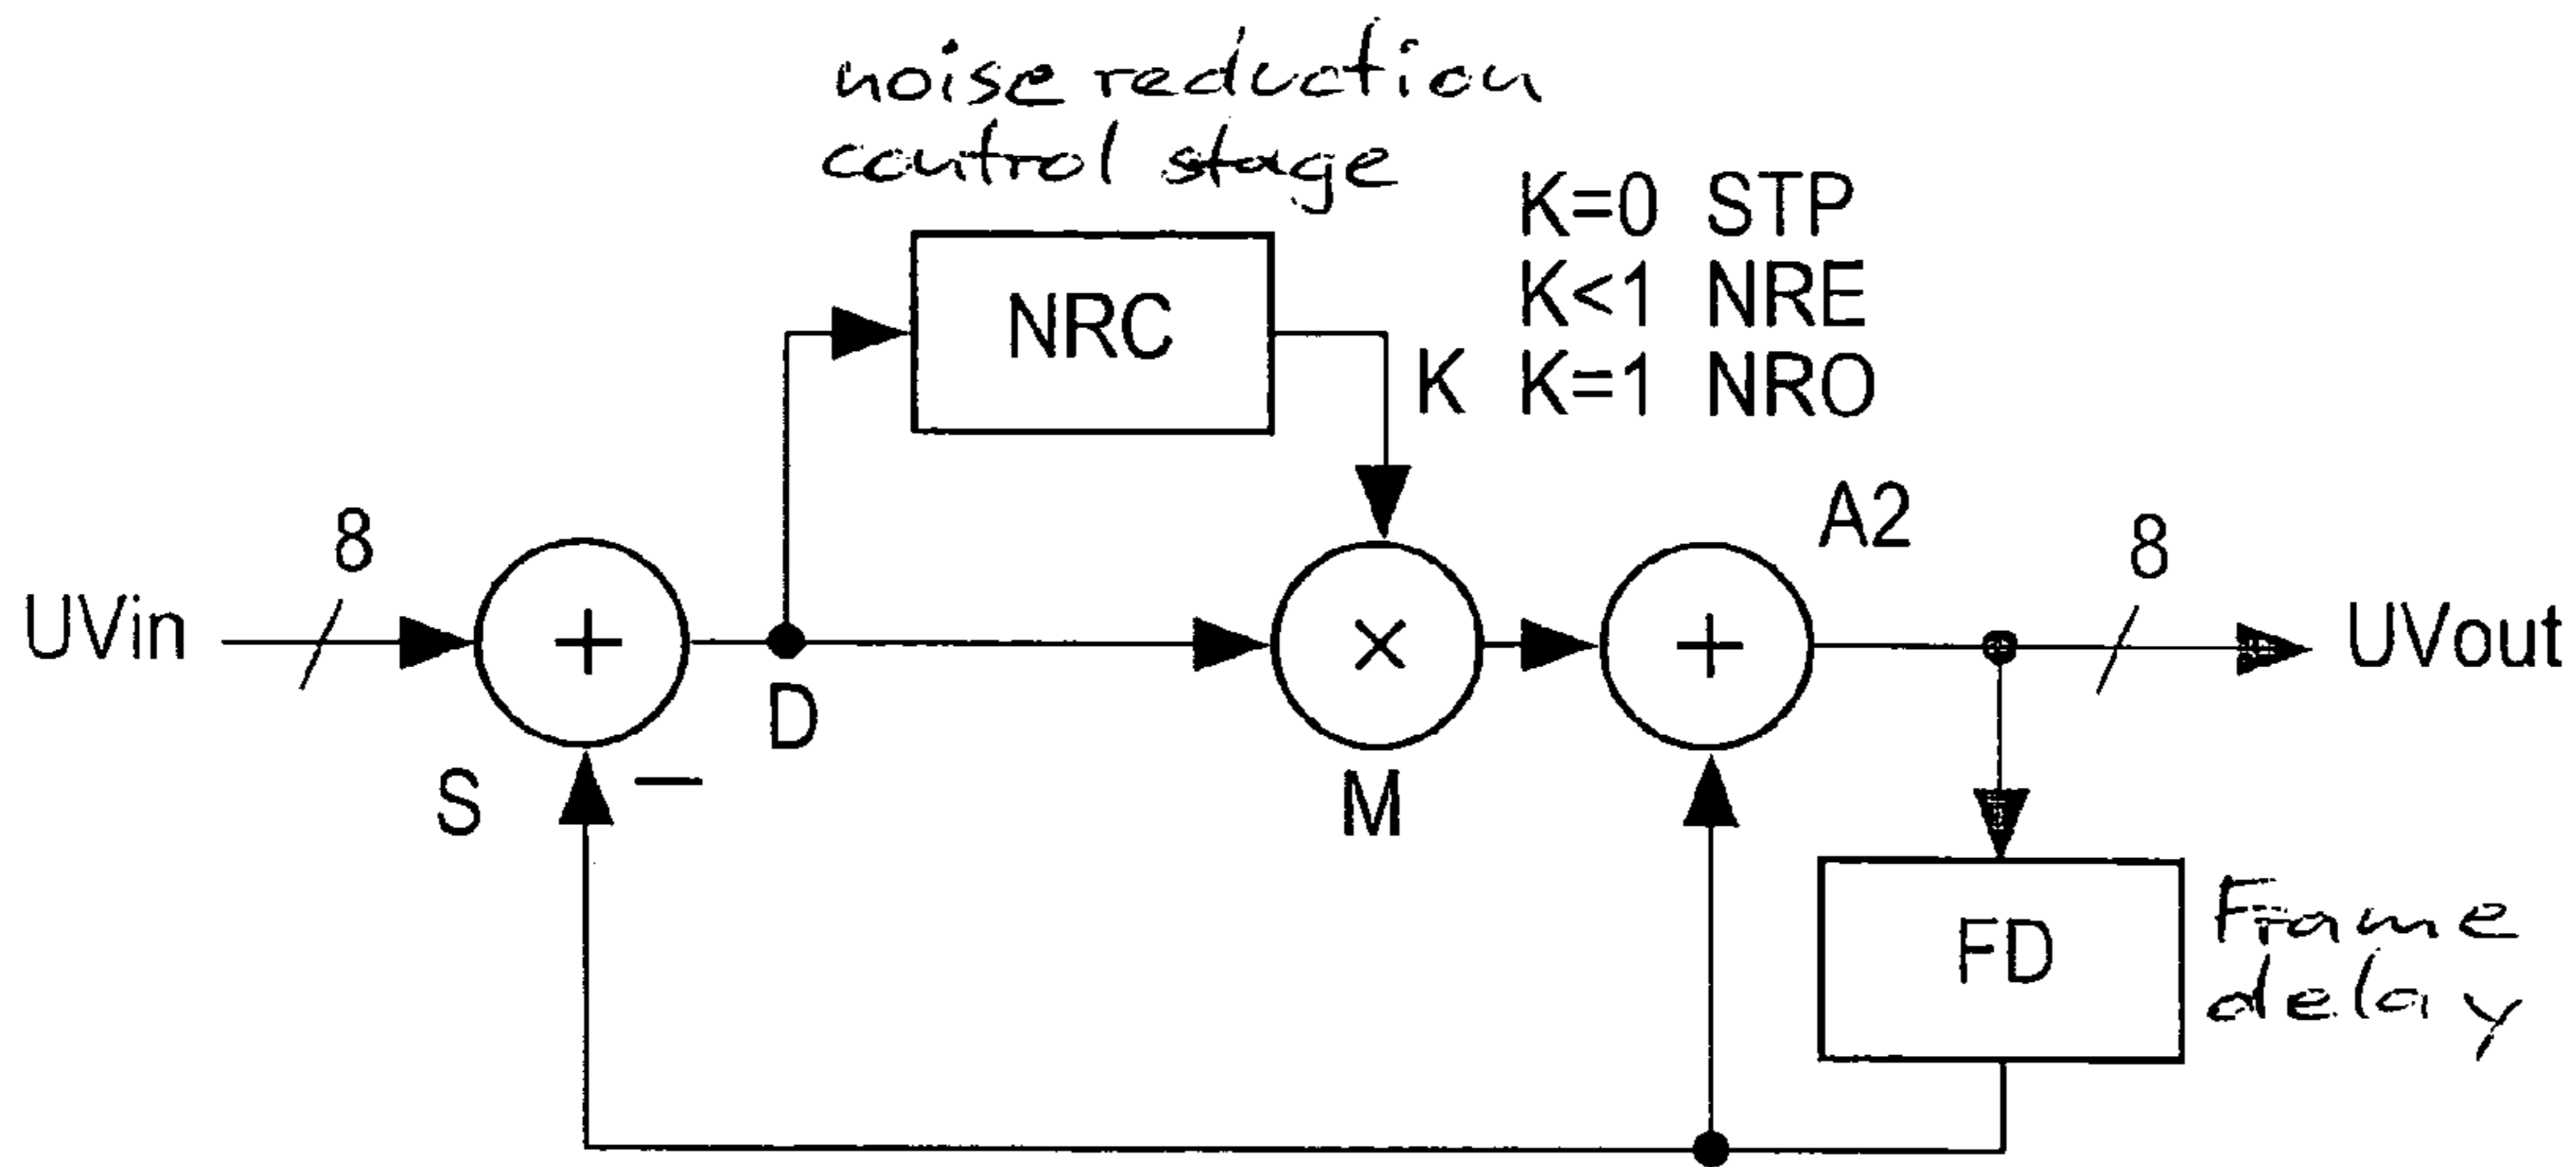 noise reduction
control stage
K=0 STP
K<1 NRE
K K=1 NRO
NRC
A2
8
8
UVin
+
×
+
UVout
D
S
−
M
FD
Frame
delay